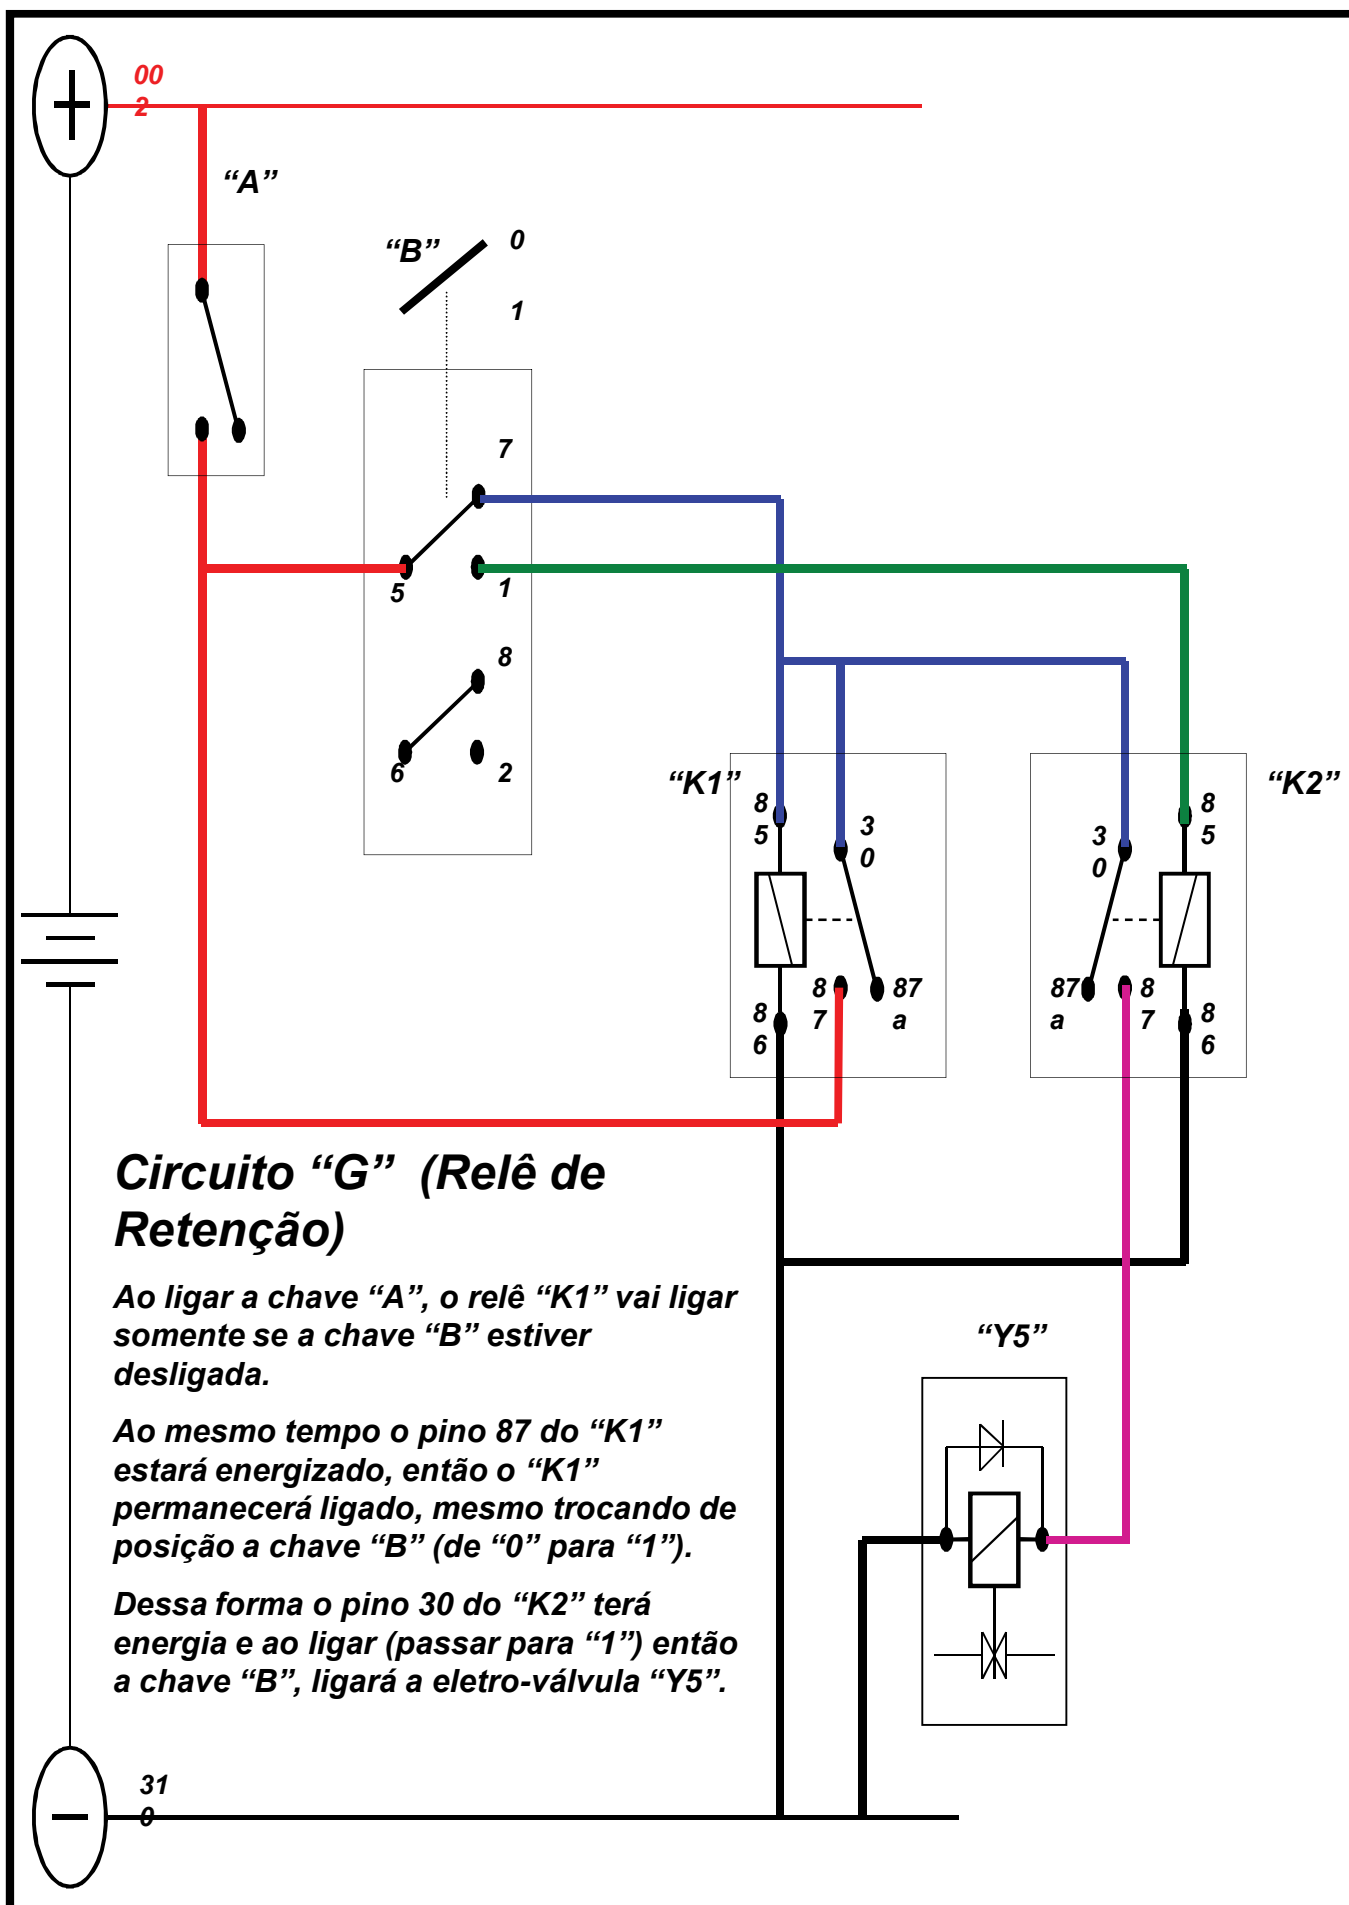 00
2
“A”
“B”
0
1
7
5
1
8
6
2
“K1”
8
5
3
0
8
7
87
a
8
6
“K2”
3
0
8
5
87
a
8
7
8
6
Circuito “G” (Relê de
Retenção)
Ao ligar a chave “A”, o relê “K1” vai ligar
somente se a chave “B” estiver
desligada.
Ao mesmo tempo o pino 87 do “K1”
estará energizado, então o “K1”
permanecerá ligado, mesmo trocando de
posição a chave “B” (de “0” para “1”).
Dessa forma o pino 30 do “K2” terá
energia e ao ligar (passar para “1”) então
a chave “B”, ligará a eletro-válvula “Y5”.
“Y5”
31
0